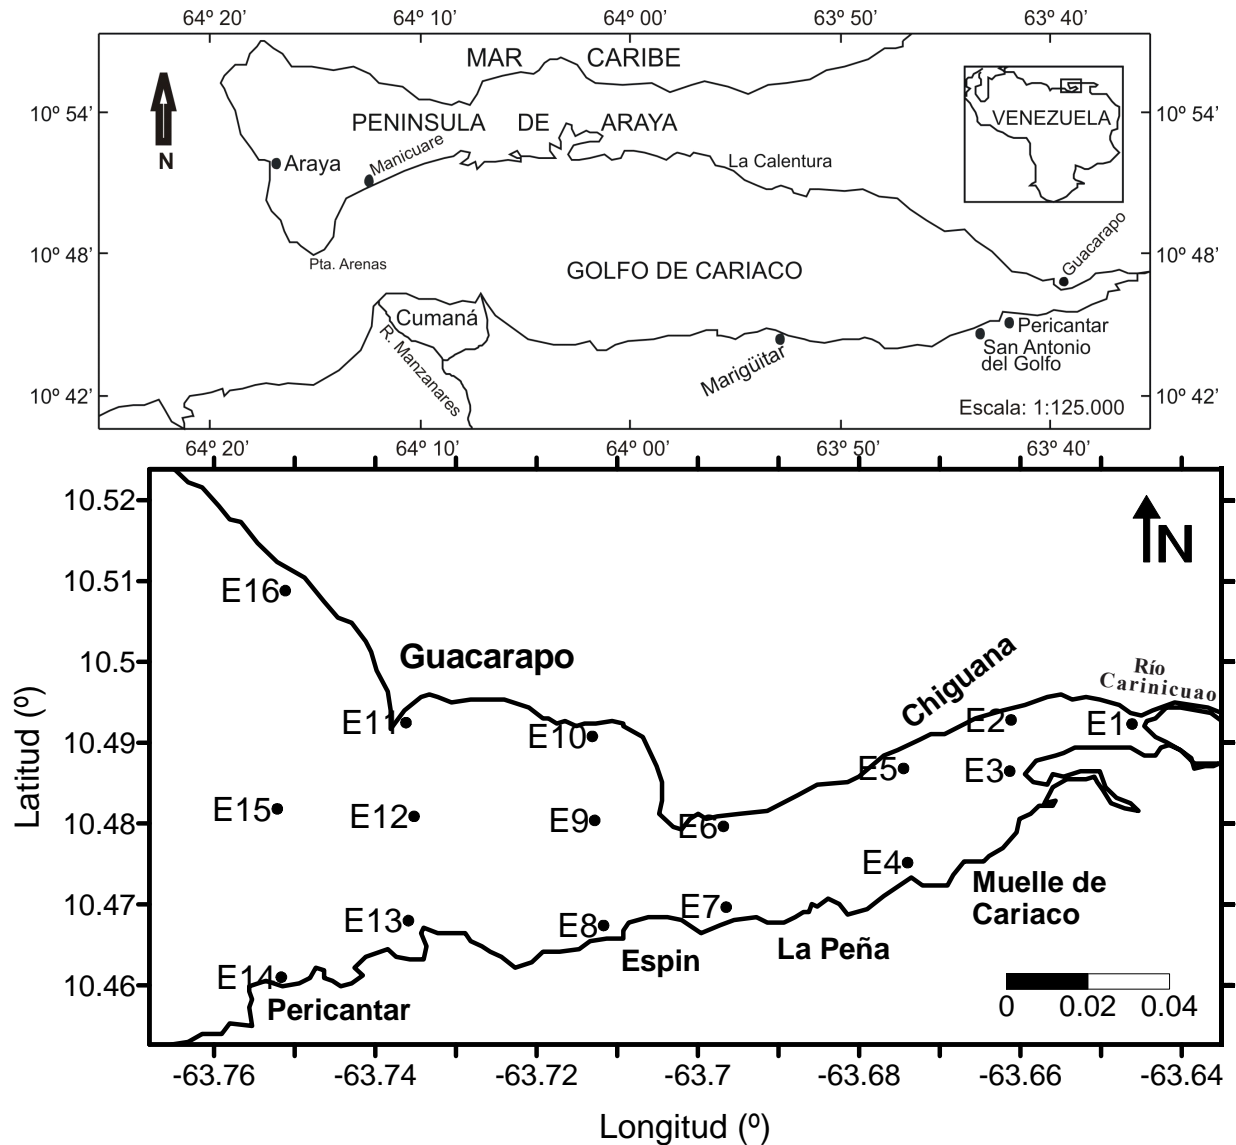 64º 20’ 64º 10’ 64º 00’ 63º 50’ 63º 40’
MAR CARIBE
10º 54’ 10º 54’
VENEZUELA
PENINSULA DE ARAYA
N
Araya
Manicuare
La Calentura
Guacarapo
10º 48’ 10º 48’
Pta. Arenas
GOLFO DE CARIACO
Cumaná
R. Manzanares
Pericantar
San Antonio
del Golfo
Marigüitar
10º 42’ 10º 42’
Escala: 1:125.000
64º 20’ 64º 10’ 64º 00’ 63º 50’ 63º 40’
10.52
N
10.51
E16
10.5
Guacarapo
Chiguana
Río
Carinicuao
E11
E2
E1
10.49
E10
E5
E3
E15
E12
E9
E6
10.48
E4
Muelle de
Cariaco
10.47
E13
E8
E7
La Peña
Espin
10.46
E14
Pericantar
0 0.02 0.04
Latitud (º)
-63.76 -63.74 -63.72 -63.7 -63.68 -63.66 -63.64
Longitud (º)